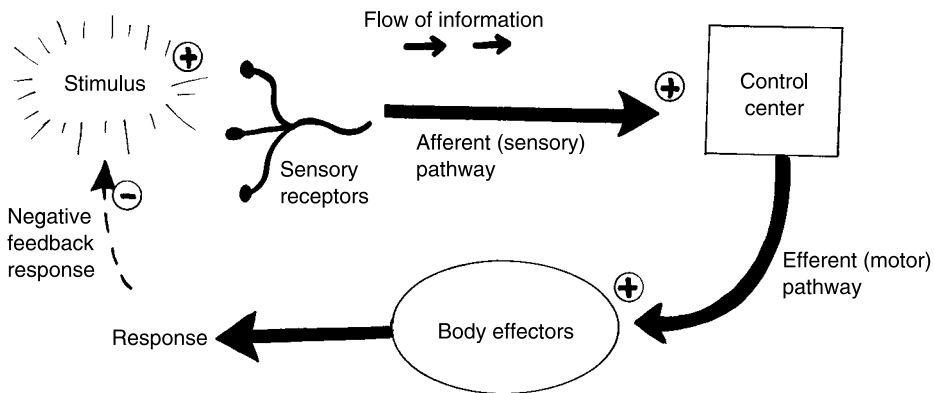 Flow of information
+
Stimulus
+
Control
center
Afferent (sensory)
pathway
Sensory
receptors
−
Negative
feedback
response
Efferent (motor)
pathway
+
Body effectors
Response